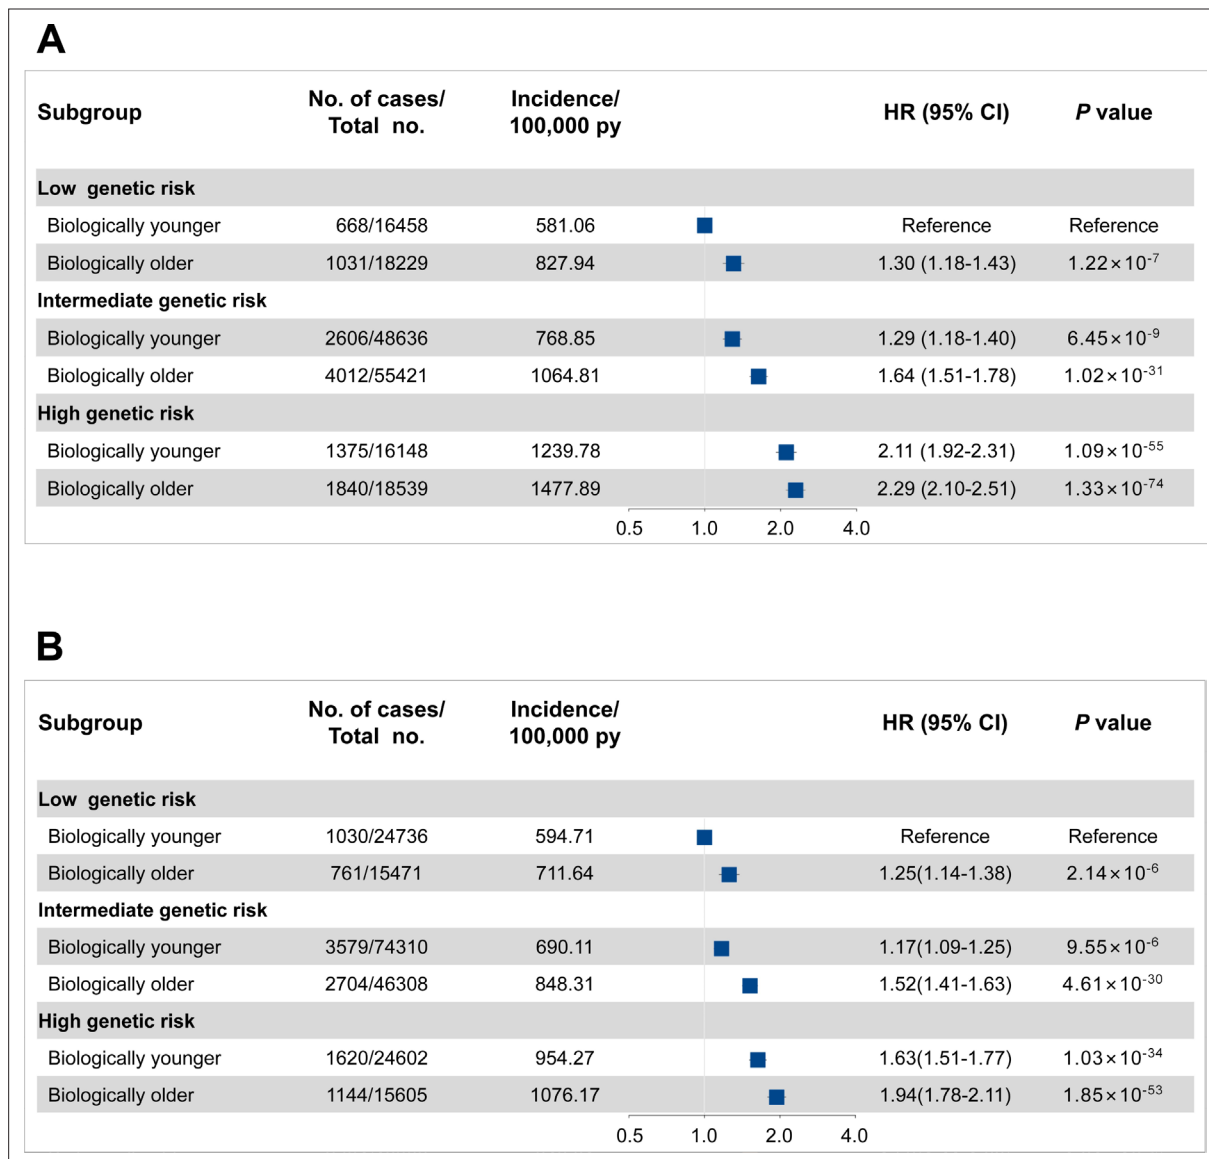 A
Subgroup No. of cases/ Total no. Incidence/ 100,000 py HR (95% CI) P value
Low genetic risk
Biologically younger 668/16458 581.06 Reference Reference
Biologically older 1031/18229 827.94 1.30 (1.18-1.43) 1.22×10⁻⁷
Intermediate genetic risk
Biologically younger 2606/48636 768.85 1.29 (1.18-1.40) 6.45×10⁻⁹
Biologically older 4012/55421 1064.81 1.64 (1.51-1.78) 1.02×10⁻³¹
High genetic risk
Biologically younger 1375/16148 1239.78 2.11 (1.92-2.31) 1.09×10⁻⁵⁵
Biologically older 1840/18539 1477.89 2.29 (2.10-2.51) 1.33×10⁻⁷⁴
0.5 1.0 2.0 4.0
B
Subgroup No. of cases/ Total no. Incidence/ 100,000 py HR (95% CI) P value
Low genetic risk
Biologically younger 1030/24736 594.71 Reference Reference
Biologically older 761/15471 711.64 1.25(1.14-1.38) 2.14×10⁻⁶
Intermediate genetic risk
Biologically younger 3579/74310 690.11 1.17(1.09-1.25) 9.55×10⁻⁶
Biologically older 2704/46308 848.31 1.52(1.41-1.63) 4.61×10⁻³⁰
High genetic risk
Biologically younger 1620/24602 954.27 1.63(1.51-1.77) 1.03×10⁻³⁴
Biologically older 1144/15605 1076.17 1.94(1.78-2.11) 1.85×10⁻⁵³
0.5 1.0 2.0 4.0